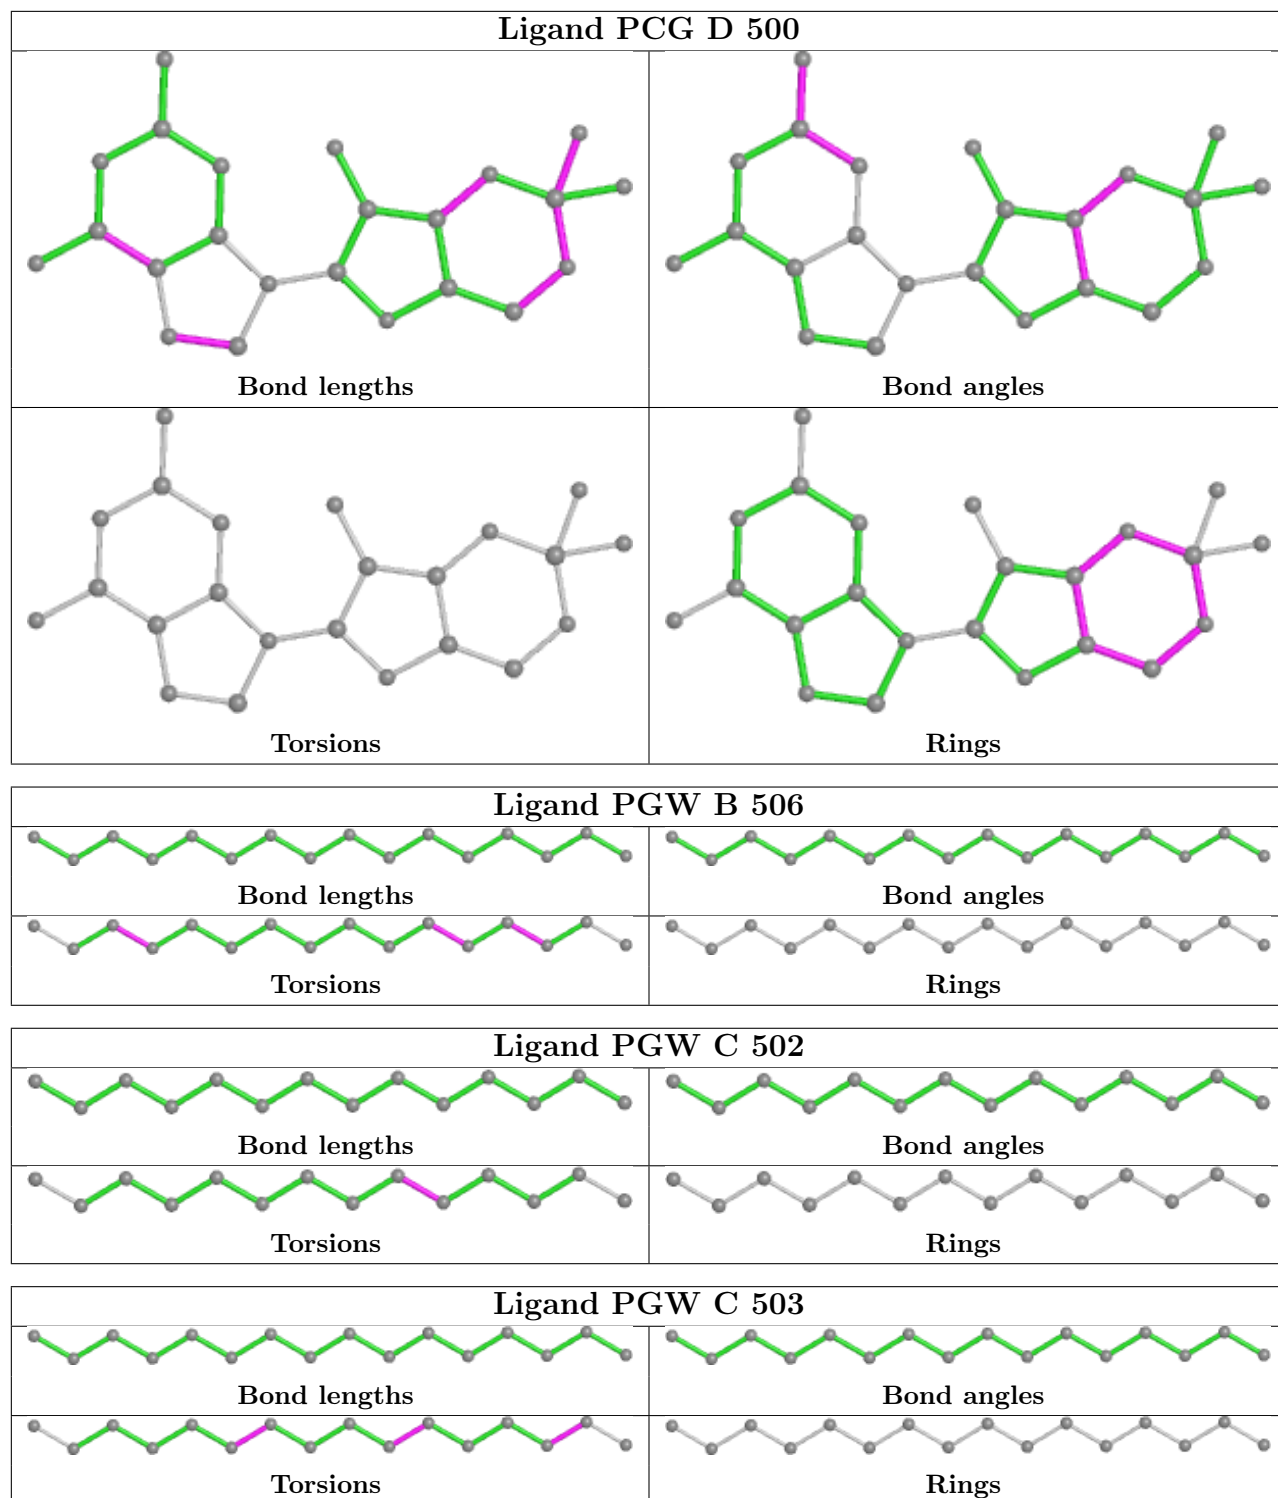 Ligand PCG D 500
Bond lengths
Bond angles
Torsions
Rings
Ligand PGW B 506
Bond lengths
Bond angles
Torsions
Rings
Ligand PGW C 502
Bond lengths
Bond angles
Torsions
Rings
Ligand PGW C 503
Bond lengths
Bond angles
Torsions
Rings